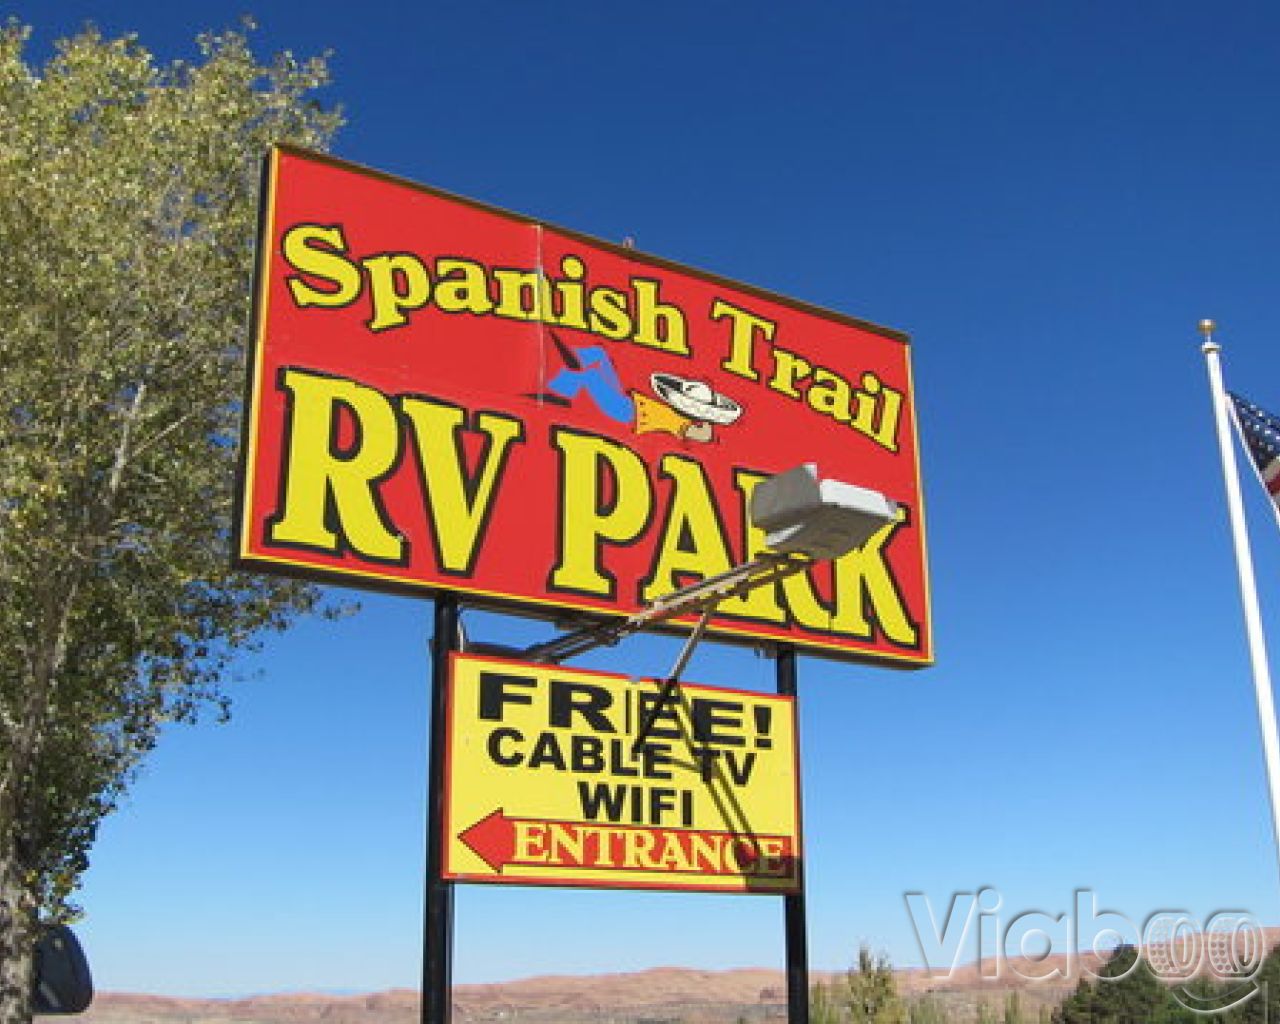 Spanish Trail
RV PARK
FREE!
CABLE TV
WIFI
ENTRANCE
Viaboo